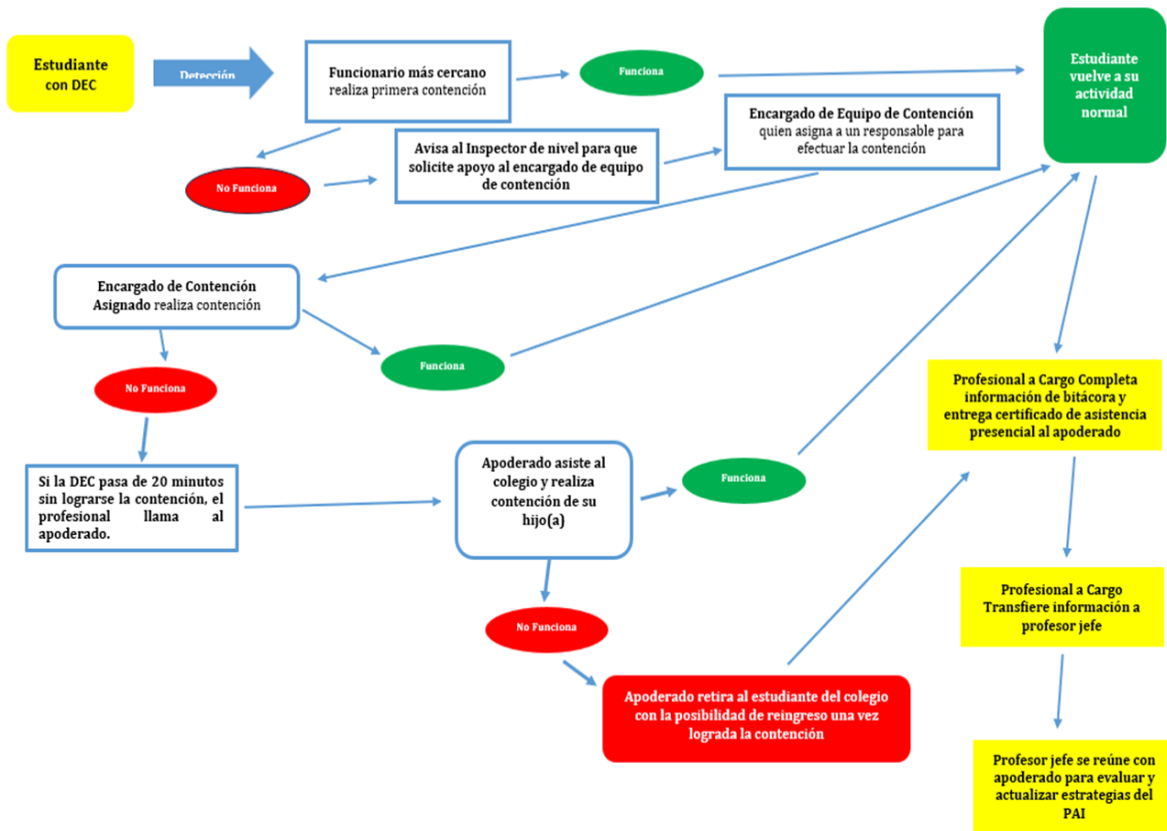 Estudiante
con DEC
Detección
Funcionario más cercano
realiza primera contención
Funciona
Estudiante
vuelve a su
actividad
normal
No Funciona
Avisa al Inspector de nivel para que
solicite apoyo al encargado de equipo
de contención
Encargado de Equipo de Contención
quien asigna a un responsable para
efectuar la contención
Encargado de Contención
Asignado realiza contención
Funciona
No Funciona
Si la DEC pasa de 20 minutos
sin lograrse la contención, el
profesional llama al
apoderado.
Apoderado asiste al
colegio y realiza
contención de su
hijo(a)
Funciona
No Funciona
Apoderado retira al estudiante del colegio
con la posibilidad de reingreso una vez
lograda la contención
Profesional a Cargo Completa
información de bitácora y
entrega certificado de asistencia
presencial al apoderado
Profesional a Cargo
Transfiere información a
profesor jefe
Profesor jefe se reúne con
apoderado para evaluar y
actualizar estrategias del
PAI